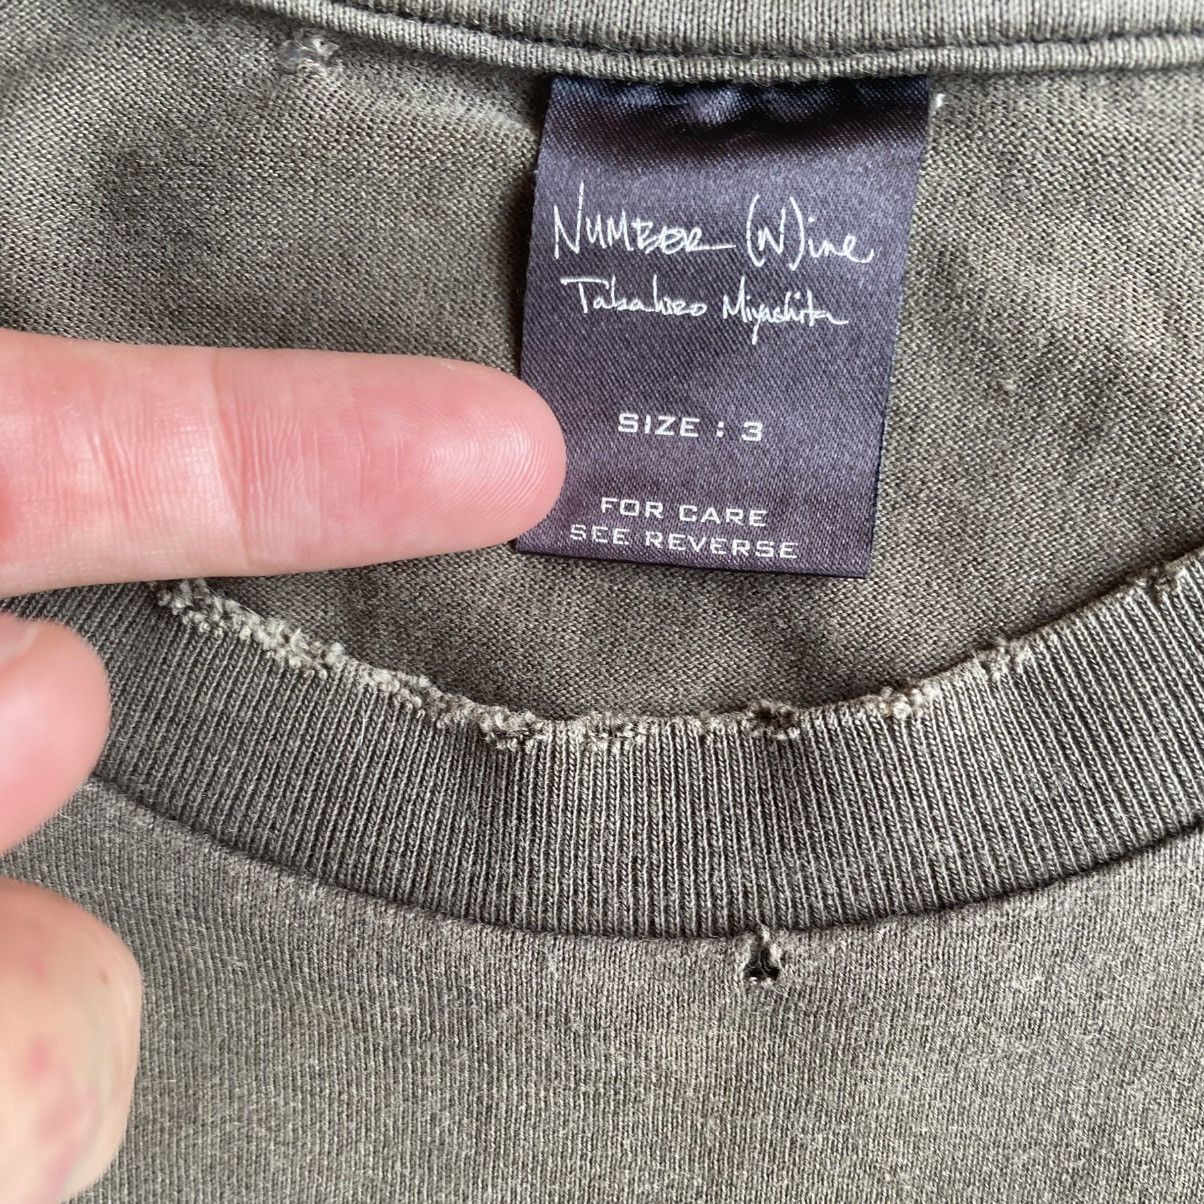 NUMBER (N)ine
Takahiro Miyashita
SIZE : 3
FOR CARE
SEE REVERSE